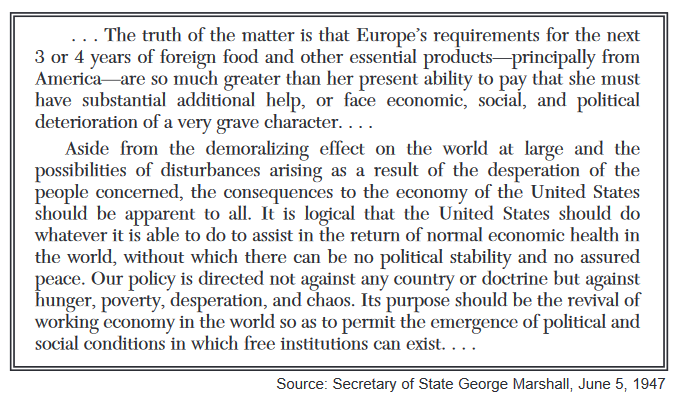 . . . The truth of the matter is that Europe’s requirements for the next
3 or 4 years of foreign food and other essential products—principally from
America—are so much greater than her present ability to pay that she must
have substantial additional help, or face economic, social, and political
deterioration of a very grave character. . . .
Aside from the demoralizing effect on the world at large and the
possibilities of disturbances arising as a result of the desperation of the
people concerned, the consequences to the economy of the United States
should be apparent to all. It is logical that the United States should do
whatever it is able to do to assist in the return of normal economic health in
the world, without which there can be no political stability and no assured
peace. Our policy is directed not against any country or doctrine but against
hunger, poverty, desperation, and chaos. Its purpose should be the revival of
working economy in the world so as to permit the emergence of political and
social conditions in which free institutions can exist. . . .
Source: Secretary of State George Marshall, June 5, 1947